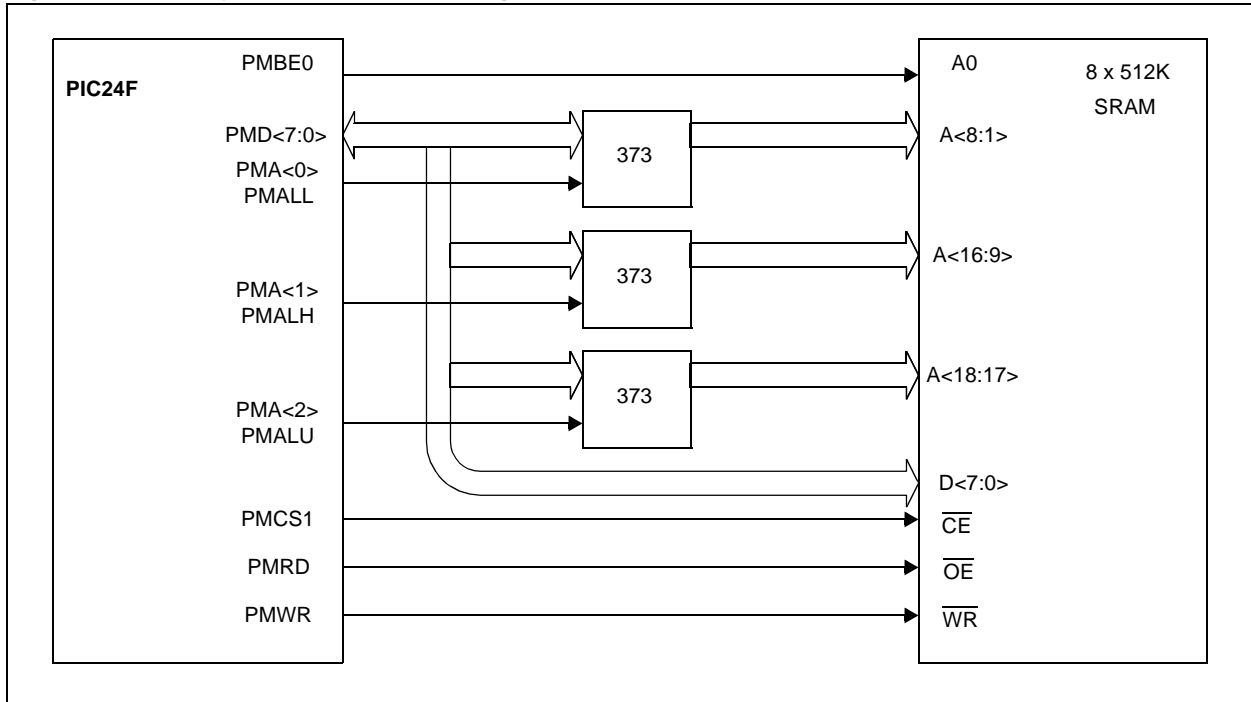 PIC24F
PMBE0
PMD<7:0>
PMA<0>
PMALL
PMA<1>
PMALH
PMA<2>
PMALU
PMCS1
PMRD
PMWR
373
373
373
8 x 512K
SRAM
A0
A<8:1>
A<16:9>
A<18:17>
D<7:0>
CE
OE
WR